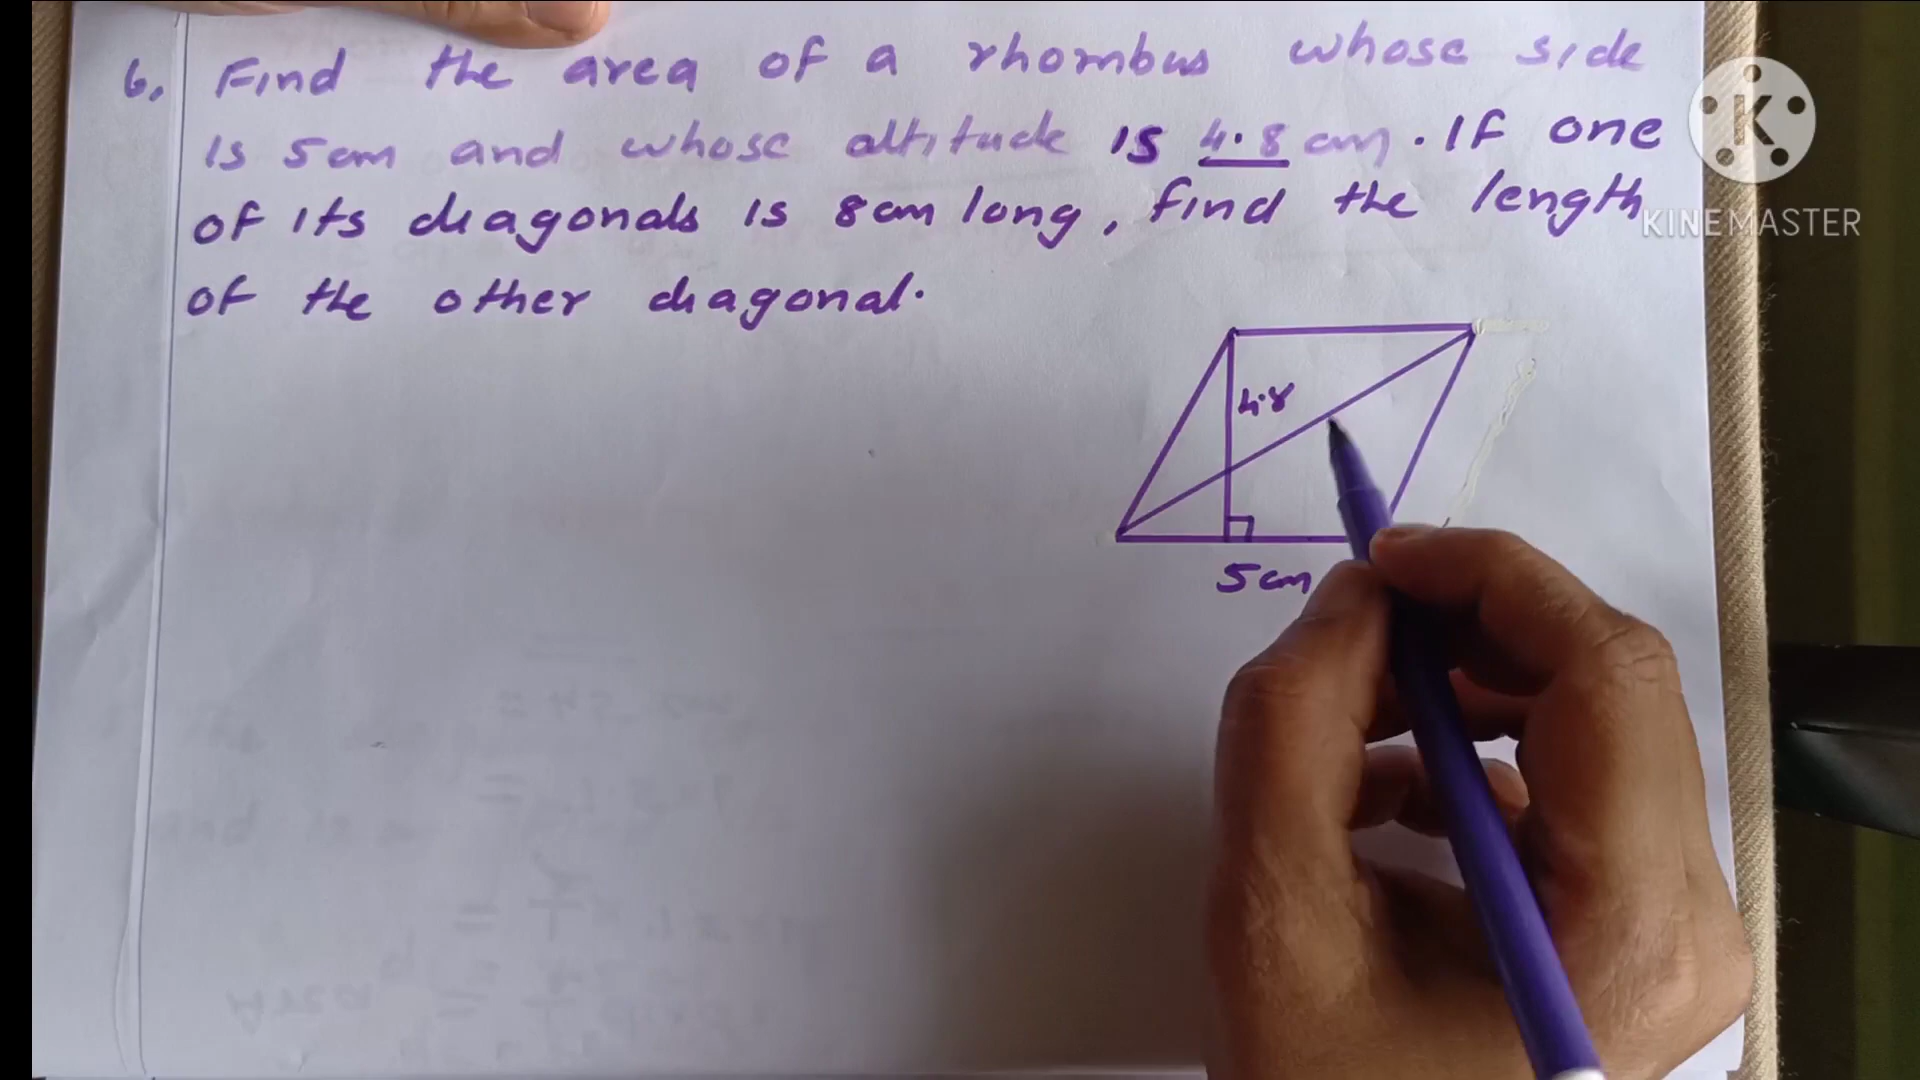 6. Find the area of a rhombus whose side
is 5cm and whose altitude is 4.8 cm. If one
of its diagonals is 8cm long, find the length
of the other diagonal.
4.8
5cm
K
KINEMASTER